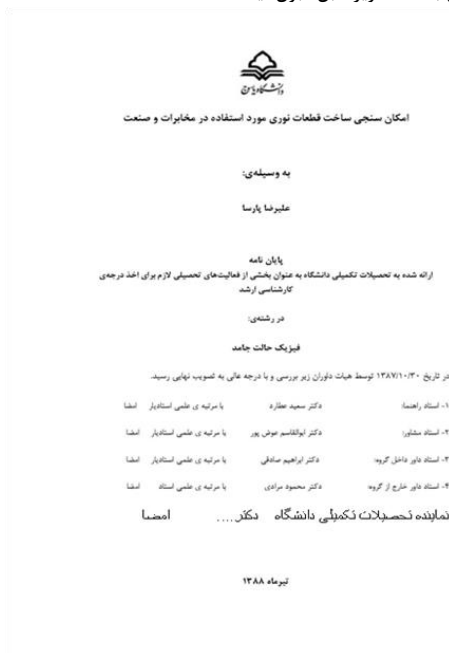 دانشگاه یاسوج
امکان سنجی ساخت قطعات نوری مورد استفاده در مخابرات و صنعت
به وسیله‌ی:
علیرضا پارسا
پایان نامه
ارائه شده به تحصیلات تکمیلی دانشگاه به عنوان بخشی از فعالیت‌های تحصیلی لازم برای اخذ درجه‌ی
کارشناسی ارشد
در رشته‌ی:
فیزیک حالت جامد
در تاریخ ۱۳۸۷/۱۰/۳۰ توسط هیات داوران زیر بررسی و با درجه عالی به تصویب نهایی رسید.
۱- استاد راهنما: دکتر سعید عطارد با مرتبه ی علمی استادیار امضا
۲- استاد مشاور: دکتر ابوالقاسم عوض پور با مرتبه ی علمی استادیار امضا
۳- استاد داور داخل گروه: دکتر ابراهیم صادقی با مرتبه ی علمی استادیار امضا
۴- استاد داور خارج از گروه: دکتر محمود مرادی با مرتبه ی علمی استاد امضا
نماینده تحصیلات تکمیلی دانشگاه دکتر.... امضا
تیرماه ۱۳۸۸